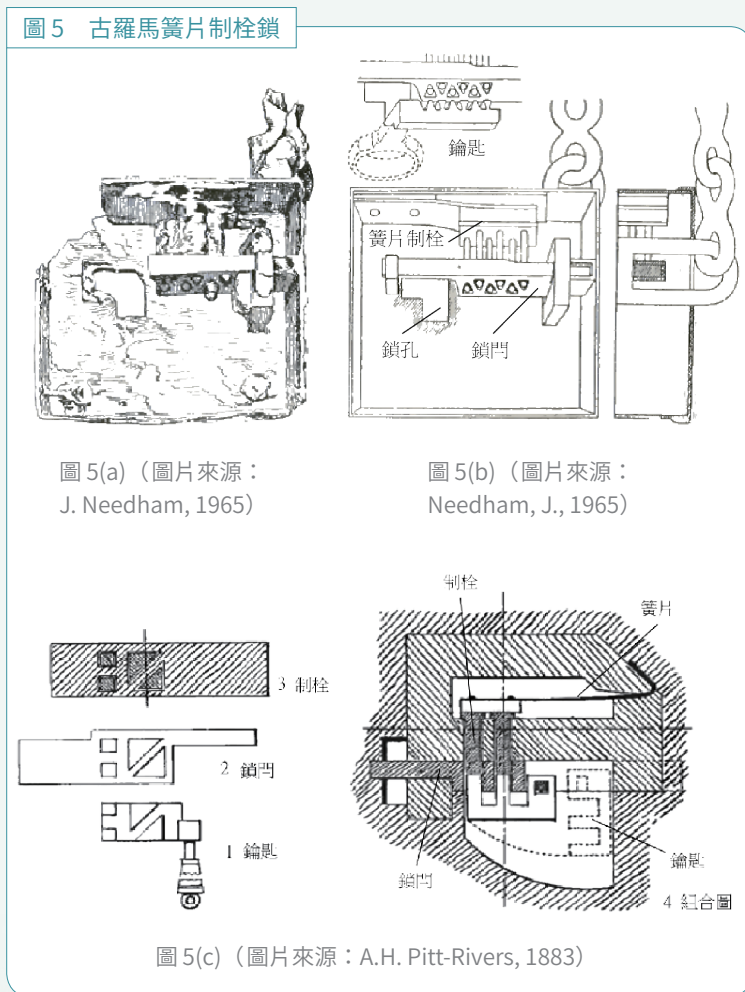 圖 5　古羅馬簧片制栓鎖
鑰匙
簧片制栓
鎖孔
鎖閂
圖 5(a)（圖片來源：
J. Needham, 1965）
圖 5(b)（圖片來源：
Needham, J., 1965）
3 制栓
2 鎖閂
1 鑰匙
制栓
簧片
鎖閂
鑰匙
4 組合圖
圖 5(c)（圖片來源：A.H. Pitt-Rivers, 1883）